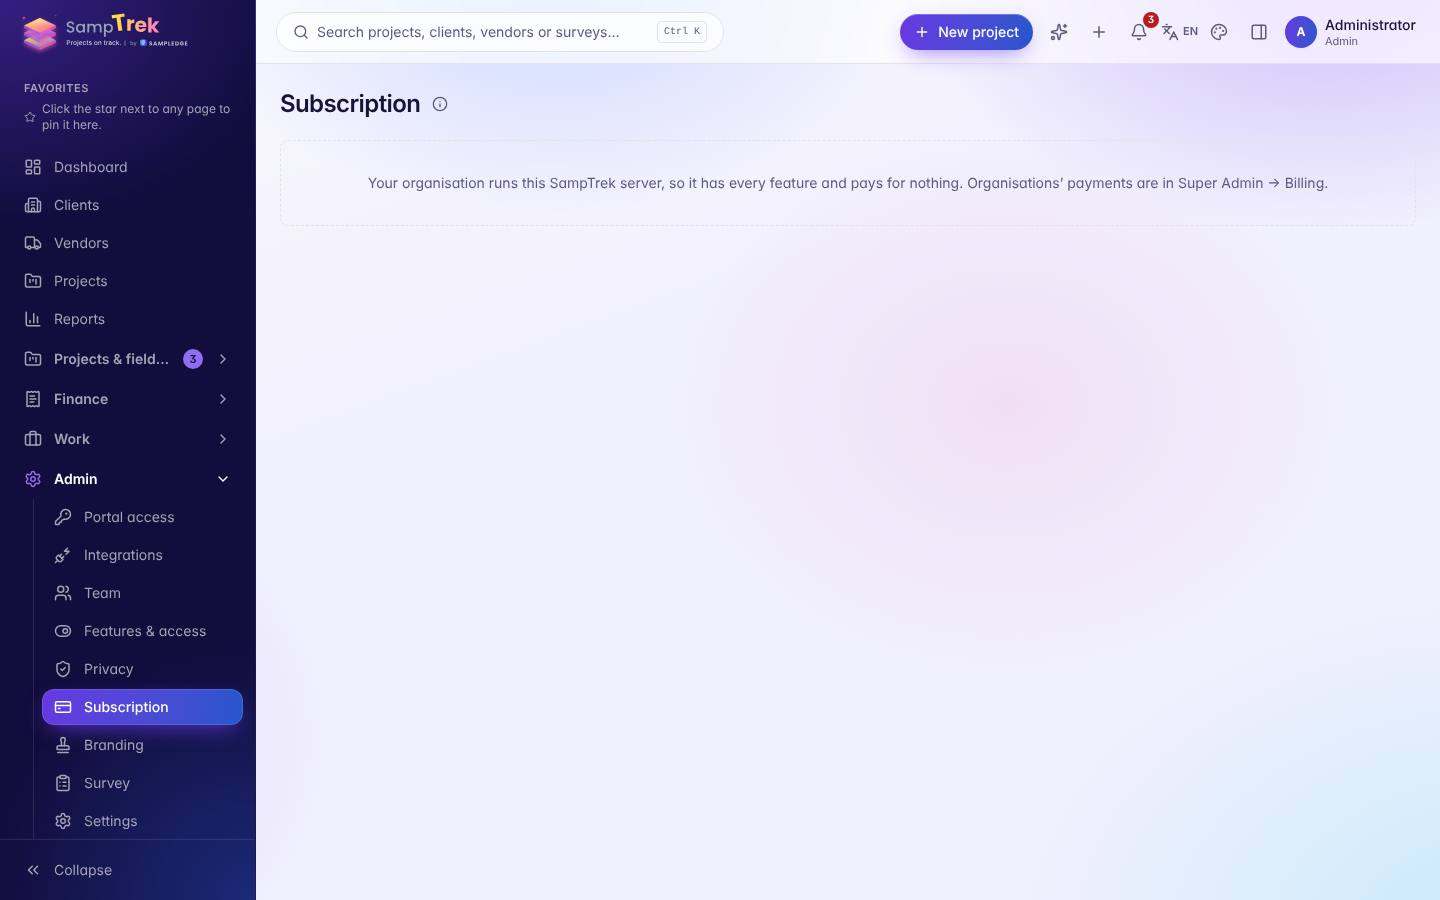 SampTrek
Projects on track. | by SAMPLEDGE
Search projects, clients, vendors or surveys...
Ctrl K
New project
3
EN
A
Administrator
Admin
FAVORITES
Click the star next to any page to
pin it here.
Dashboard
Clients
Vendors
Projects
Reports
Projects & field...
3
Finance
Work
Admin
Portal access
Integrations
Team
Features & access
Privacy
Subscription
Branding
Survey
Settings
Collapse
Subscription
Your organisation runs this SampTrek server, so it has every feature and pays for nothing. Organisations’ payments are in Super Admin → Billing.